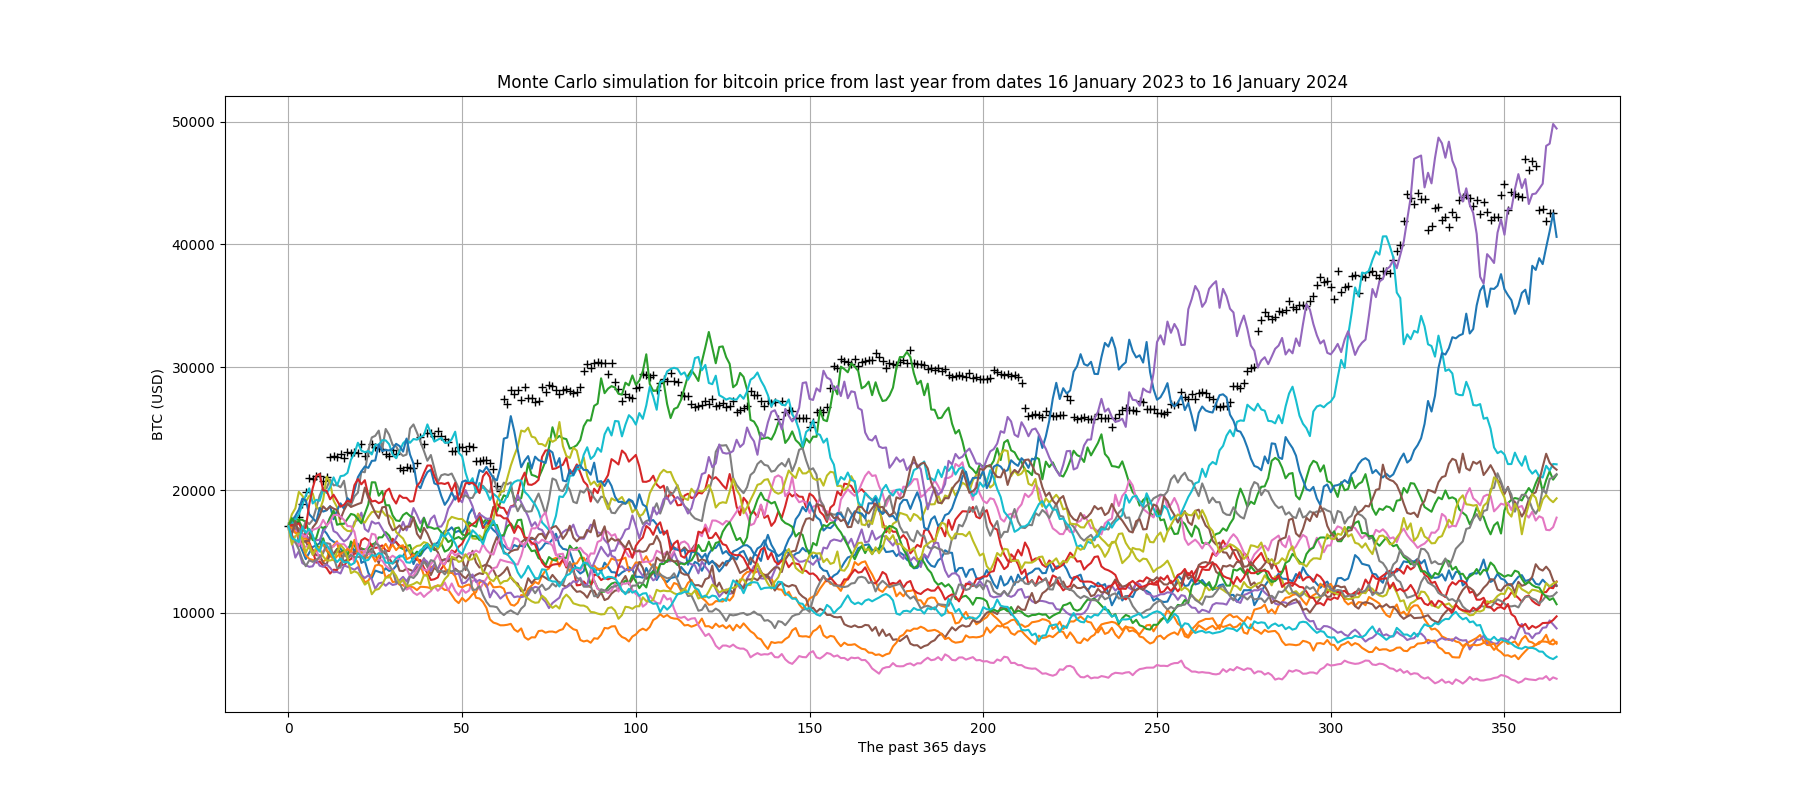 Monte Carlo simulation for bitcoin price from last year from dates 16 January 2023 to 16 January 2024
50000
40000
30000
20000
10000
BTC (USD)
0 50 100 150 200 250 300 350
The past 365 days